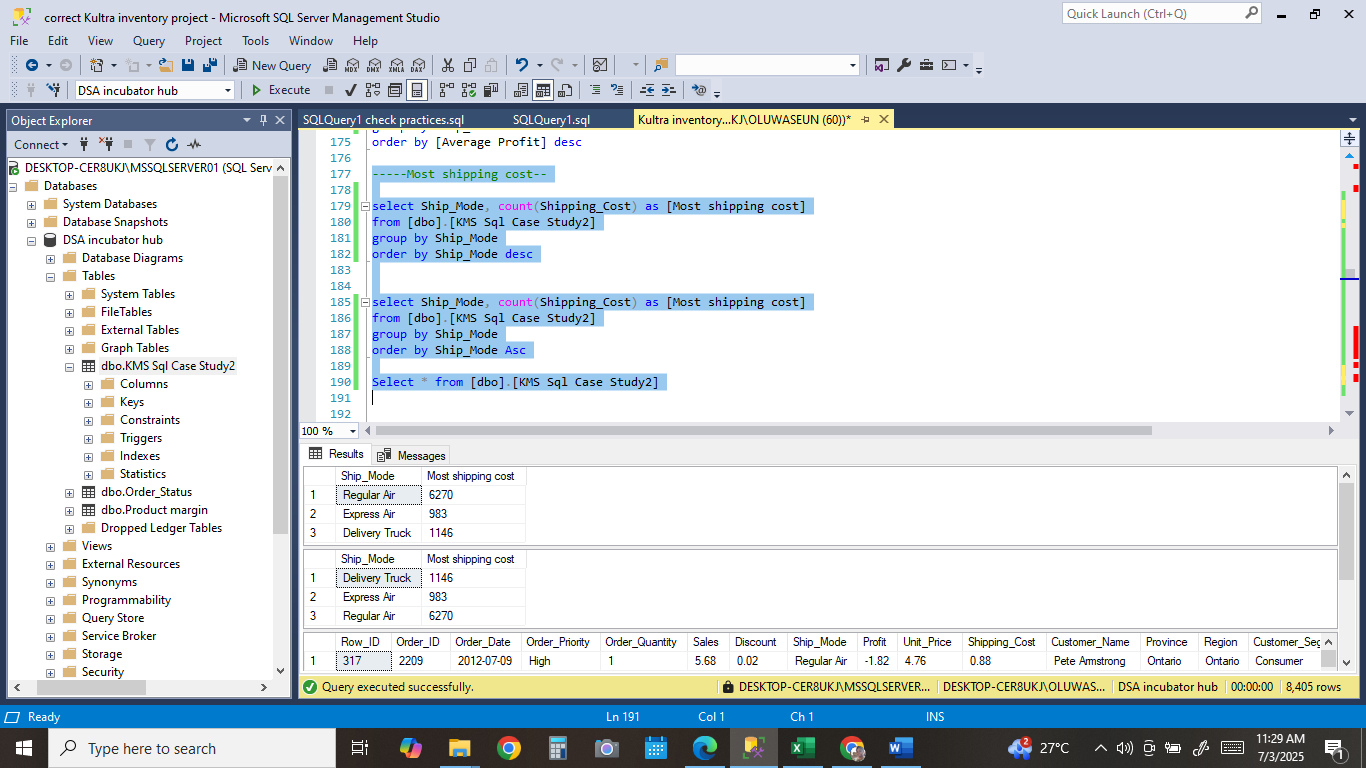 correct Kultra inventory project - Microsoft SQL Server Management Studio
Quick Launch (Ctrl+Q)
File Edit View Query Project Tools Window Help
New Query MDX DMX XMLA DAX
DSA incubator hub Execute
Object Explorer
SQLQuery1 check practices.sql SQLQuery1.sql Kultra inventory...KJ\OLUWASEUN (60))*
Connect
DESKTOP-CER8UKJ\MSSQLSERVER01 (SQL Serv
Databases
System Databases
Database Snapshots
DSA incubator hub
Database Diagrams
Tables
System Tables
FileTables
External Tables
Graph Tables
dbo.KMS Sql Case Study2
Columns
Keys
Constraints
Triggers
Indexes
Statistics
dbo.Order_Status
dbo.Product margin
Dropped Ledger Tables
Views
External Resources
Synonyms
Programmability
Query Store
Service Broker
Storage
Security
175 order by [Average Profit] desc
176
177 -----Most shipping cost--
178
179 select Ship_Mode, count(Shipping_Cost) as [Most shipping cost]
180 from [dbo].[KMS Sql Case Study2]
181 group by Ship_Mode
182 order by Ship_Mode desc
183
184
185 select Ship_Mode, count(Shipping_Cost) as [Most shipping cost]
186 from [dbo].[KMS Sql Case Study2]
187 group by Ship_Mode
188 order by Ship_Mode Asc
189
190 Select * from [dbo].[KMS Sql Case Study2]
191
192
100 %
Results Messages
Ship_Mode Most shipping cost
1 Regular Air 6270
2 Express Air 983
3 Delivery Truck 1146
Ship_Mode Most shipping cost
1 Delivery Truck 1146
2 Express Air 983
3 Regular Air 6270
Row_ID Order_ID Order_Date Order_Priority Order_Quantity Sales Discount Ship_Mode Profit Unit_Price Shipping_Cost Customer_Name Province Region Customer_Seg
1 317 2209 2012-07-09 High 1 5.68 0.02 Regular Air -1.82 4.76 0.88 Pete Armstrong Ontario Ontario Consumer
Query executed successfully. DESKTOP-CER8UKJ\MSSQLSERVER... DESKTOP-CER8UKJ\OLUWAS... DSA incubator hub 00:00:00 8,405 rows
Ready Ln 191 Col 1 Ch 1 INS
Type here to search 2 27°C 11:29 AM
7/3/2025 1